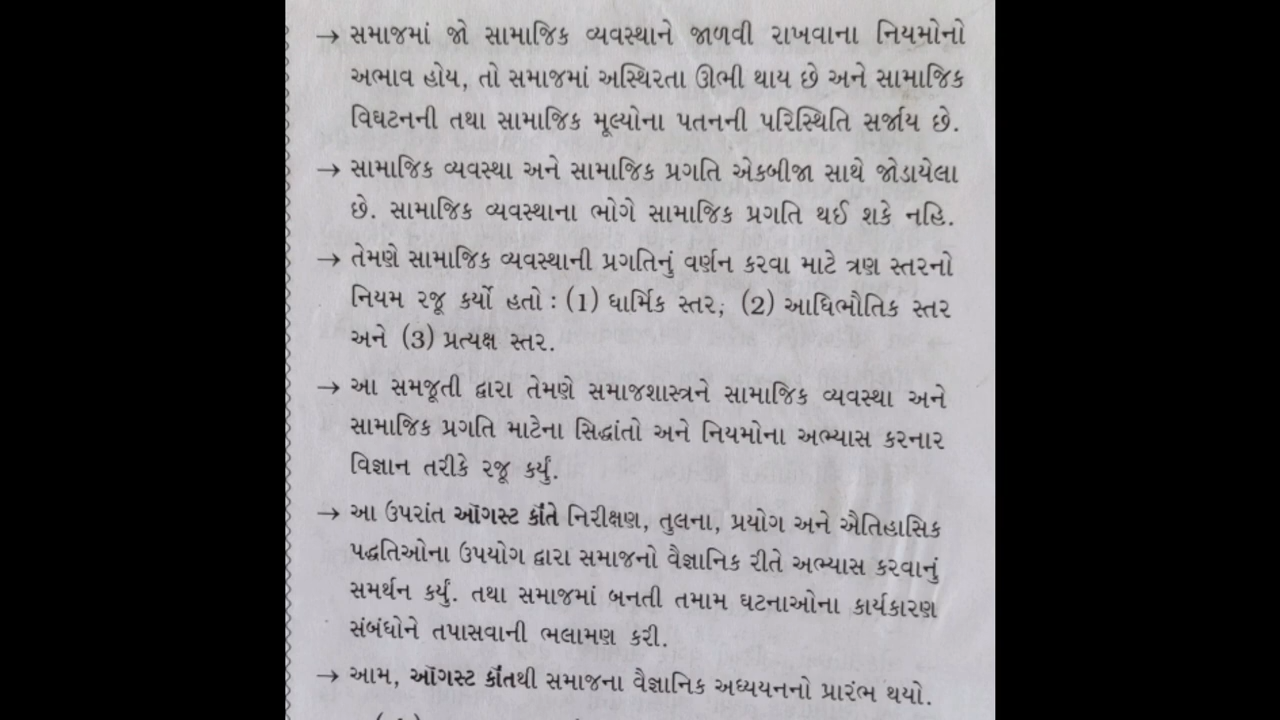 → સમાજમાં જો સામાજિક વ્યવસ્થાને જાળવી રાખવાના નિયમોનો
અભાવ હોય, તો સમાજમાં અસ્થિરતા ઊભી થાય છે અને સામાજિક
વિઘટનની તથા સામાજિક મૂલ્યોના પતનની પરિસ્થિતિ સર્જાય છે.
→ સામાજિક વ્યવસ્થા અને સામાજિક પ્રગતિ એકબીજા સાથે જોડાયેલા
છે. સામાજિક વ્યવસ્થાના ભોગે સામાજિક પ્રગતિ થઈ શકે નહિ.
→ તેમણે સામાજિક વ્યવસ્થાની પ્રગતિનું વર્ણન કરવા માટે ત્રણ સ્તરનો
નિયમ રજૂ કર્યો હતો : (1) ધાર્મિક સ્તર; (2) આધિભૌતિક સ્તર
અને (3) પ્રત્યક્ષ સ્તર.
→ આ સમજૂતી દ્વારા તેમણે સમાજશાસ્ત્રને સામાજિક વ્યવસ્થા અને
સામાજિક પ્રગતિ માટેના સિદ્ધાંતો અને નિયમોના અભ્યાસ કરનાર
વિજ્ઞાન તરીકે રજૂ કર્યું.
→ આ ઉપરાંત ઑગસ્ટ કૉંતે નિરીક્ષણ, તુલના, પ્રયોગ અને ઐતિહાસિક
પદ્ધતિઓના ઉપયોગ દ્વારા સમાજનો વૈજ્ઞાનિક રીતે અભ્યાસ કરવાનું
સમર્થન કર્યું. તથા સમાજમાં બનતી તમામ ઘટનાઓના કાર્યકારણ
સંબંધોને તપાસવાની ભલામણ કરી.
→ આમ, ઑગસ્ટ કૉંતથી સમાજના વૈજ્ઞાનિક અધ્યયનનો પ્રારંભ થયો.